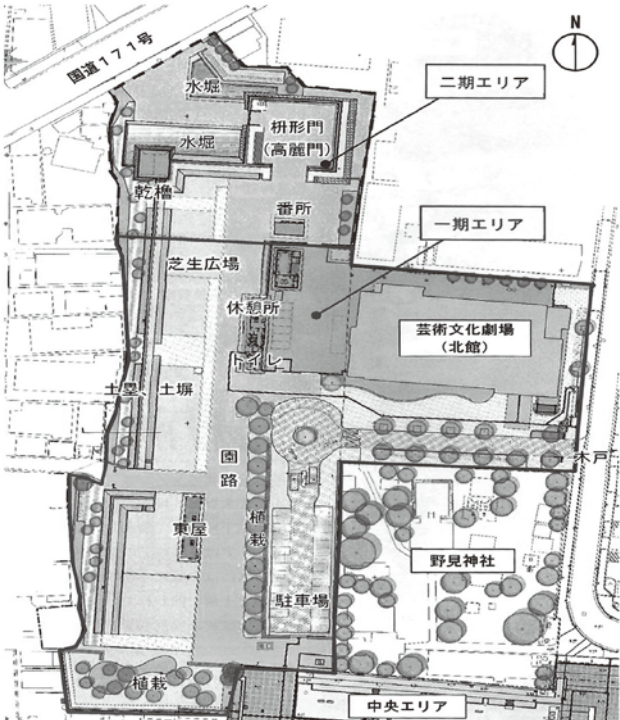 N
国道171号
二期エリア
水堀
枡形門
(高麗門)
水堀
乾櫓
番所
一期エリア
芝生広場
休憩所
芸術文化劇場
(北館)
トイレ
土塁、土塀
園路
木戸
植栽
東屋
野見神社
駐車場
植栽
中央エリア